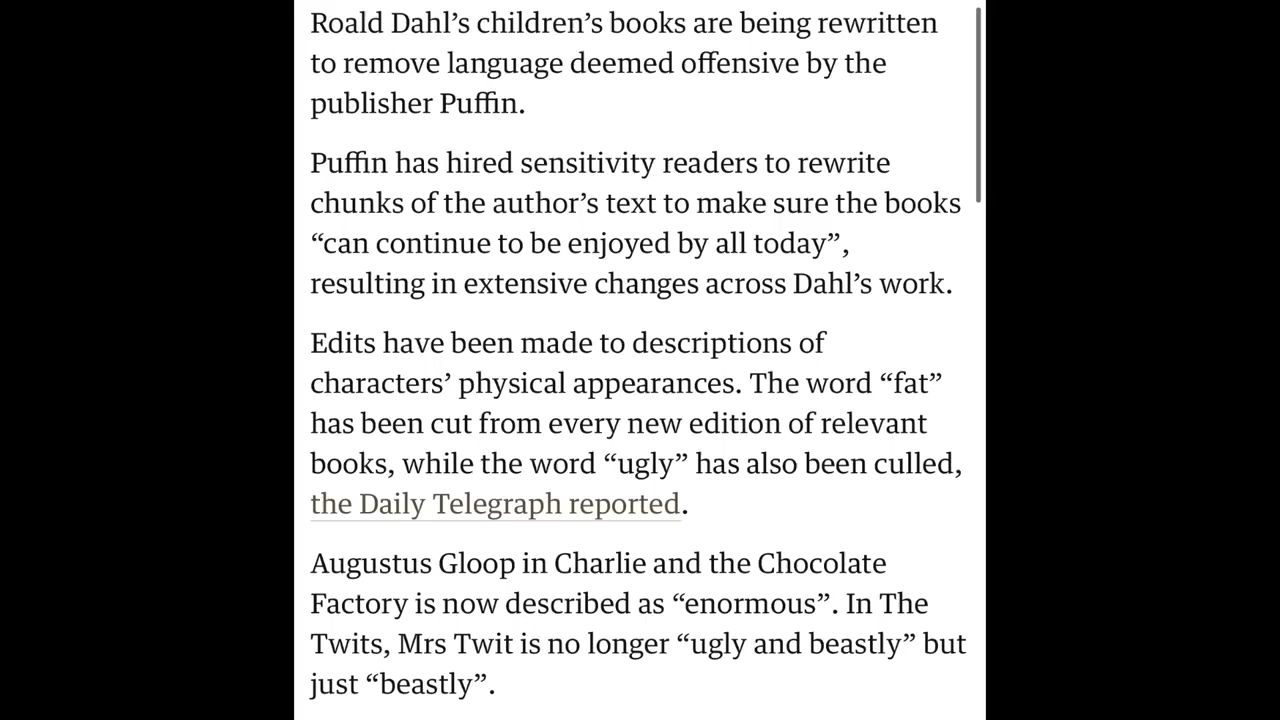 Roald Dahl’s children’s books are being rewritten
to remove language deemed offensive by the
publisher Puffin.
Puffin has hired sensitivity readers to rewrite
chunks of the author’s text to make sure the books
“can continue to be enjoyed by all today”,
resulting in extensive changes across Dahl’s work.
Edits have been made to descriptions of
characters’ physical appearances. The word “fat”
has been cut from every new edition of relevant
books, while the word “ugly” has also been culled,
the Daily Telegraph reported.
Augustus Gloop in Charlie and the Chocolate
Factory is now described as “enormous”. In The
Twits, Mrs Twit is no longer “ugly and beastly” but
just “beastly”.